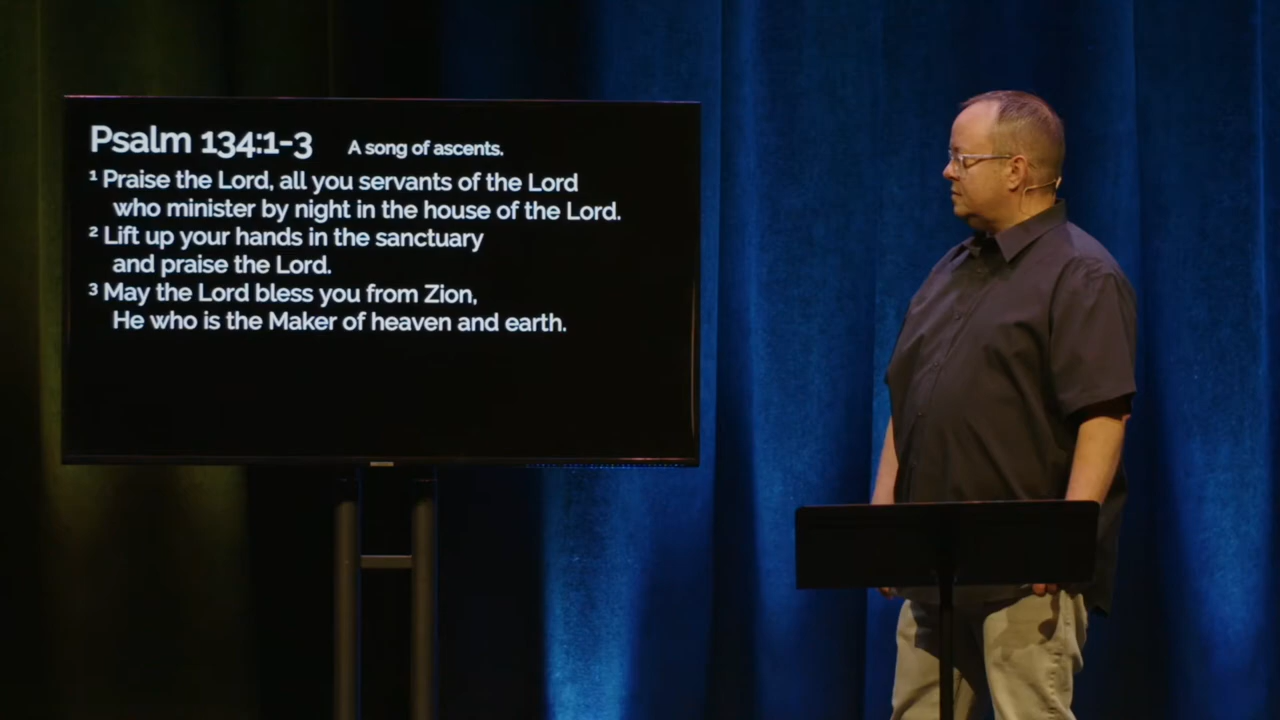 Psalm 134:1-3 A song of ascents.
¹ Praise the Lord, all you servants of the Lord
who minister by night in the house of the Lord.
² Lift up your hands in the sanctuary
and praise the Lord.
³ May the Lord bless you from Zion,
He who is the Maker of heaven and earth.